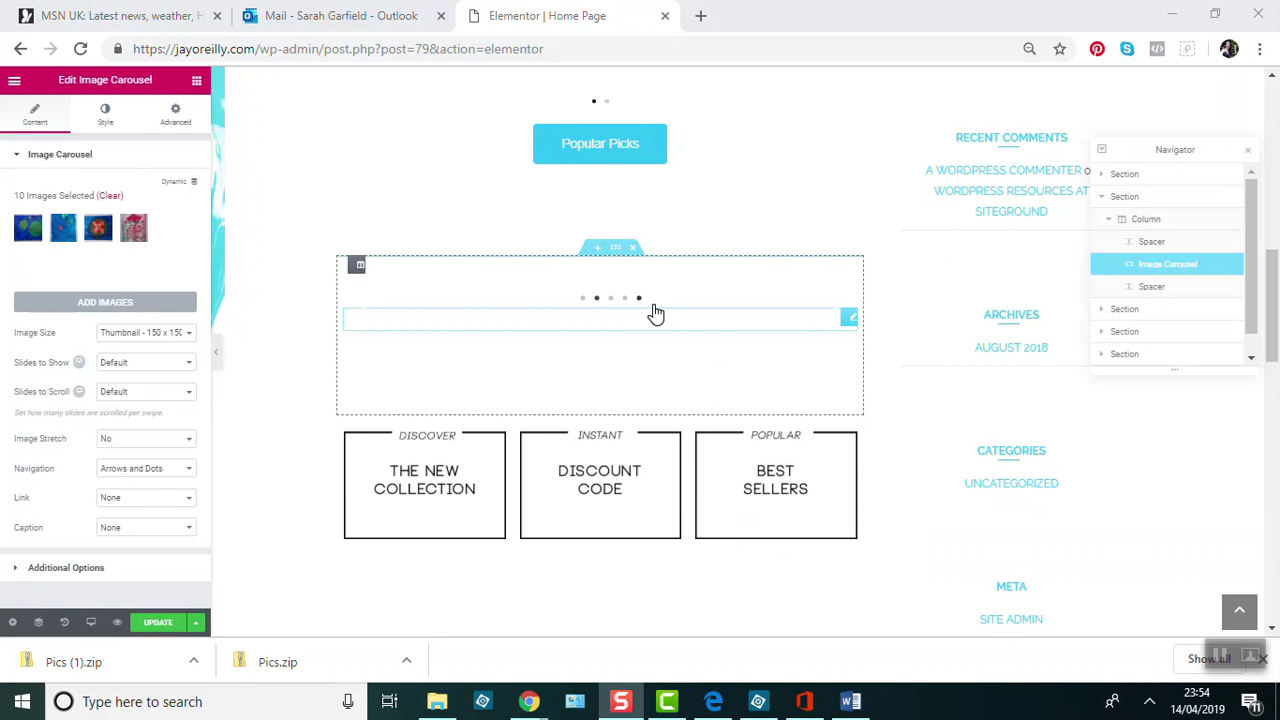 MSN UK: Latest news, weather, H
Mail - Sarah Garfield - Outlook
Elementor | Home Page
https://jayoreilly.com/wp-admin/post.php?post=79&action=elementor
Edit Image Carousel
Content
Style
Advanced
Image Carousel
Dynamic
10 Images Selected (Clear)
ADD IMAGES
Image Size
Thumbnail - 150 x 150
Slides to Show
Default
Slides to Scroll
Default
Set how many slides are scrolled per swipe.
Image Stretch
No
Navigation
Arrows and Dots
Link
None
Caption
None
Additional Options
UPDATE
Popular Picks
DISCOVER
THE NEW
COLLECTION
INSTANT
DISCOUNT
CODE
POPULAR
BEST
SELLERS
RECENT COMMENTS
A WORDPRESS COMMENTER o
WORDPRESS RESOURCES AT
SITEGROUND
ARCHIVES
AUGUST 2018
CATEGORIES
UNCATEGORIZED
META
SITE ADMIN
Navigator
Section
Section
Column
Spacer
Image Carousel
Spacer
Section
Section
Section
Pics (1).zip
Pics.zip
Show all
Type here to search
23:54
14/04/2019
11